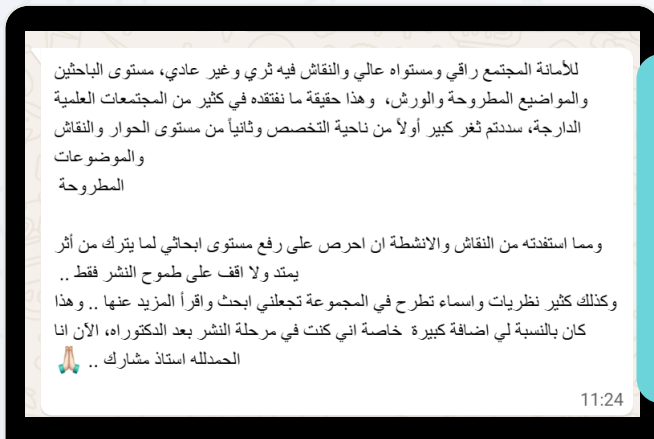 للأمانة المجتمع راقي ومستواه عالي والنقاش فيه ثري وغير عادي، مستوى الباحثين
والمواضيع المطروحة والورش، وهذا حقيقة ما نفتقده في كثير من المجتمعات العلمية
الدارجة، سددتم ثغر كبير أولاً من ناحية التخصص وثانياً من مستوى الحوار والنقاش
والموضوعات
المطروحة
ومما استفدته من النقاش والانشطة ان احرص على رفع مستوى ابحاثي لما يترك من أثر
يمتد ولا اقف على طموح النشر فقط ..
وكذلك كثير نظريات واسماء تطرح في المجموعة تجعلني ابحث واقرأ المزيد عنها .. وهذا
كان بالنسبة لي اضافة كبيرة خاصة اني كنت في مرحلة النشر بعد الدكتوراه، الآن انا
الحمدلله استاذ مشارك .. 🙏🏻
11:24